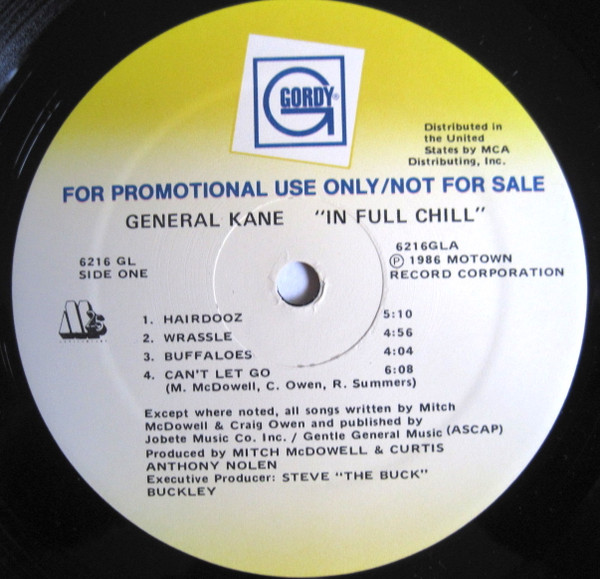 GORDY®
Distributed in
the United
States by MCA
Distributing, Inc.
FOR PROMOTIONAL USE ONLY/NOT FOR SALE
GENERAL KANE "IN FULL CHILL"
6216 GL
SIDE ONE
6216GLA
Ⓟ 1986 MOTOWN
RECORD CORPORATION
1. HAIRDOOZ 5:10
2. WRASSLE 4:56
3. BUFFALOES 4:04
4. CAN'T LET GO 6:08
(M. McDowell, C. Owen, R. Summers)
Except where noted, all songs written by Mitch
McDowell & Craig Owen and published by
Jobete Music Co. Inc. / Gentle General Music (ASCAP)
Produced by MITCH McDOWELL & CURTIS
ANTHONY NOLEN
Executive Producer: STEVE "THE BUCK"
BUCKLEY